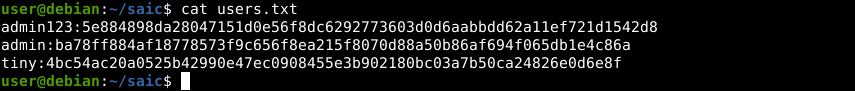 user@debian:~/saic$ cat users.txt
admin123:5e884898da28047151d0e56f8dc6292773603d0d6aabbdd62a11ef721d1542d8
admin:ba78ff884af18778573f9c656f8ea215f8070d88a50b86af694f065db1e4c86a
tiny:4bc54ac20a0525b42990e47ec0908455e3b902180bc03a7b50ca24826e0d6e8f
user@debian:~/saic$